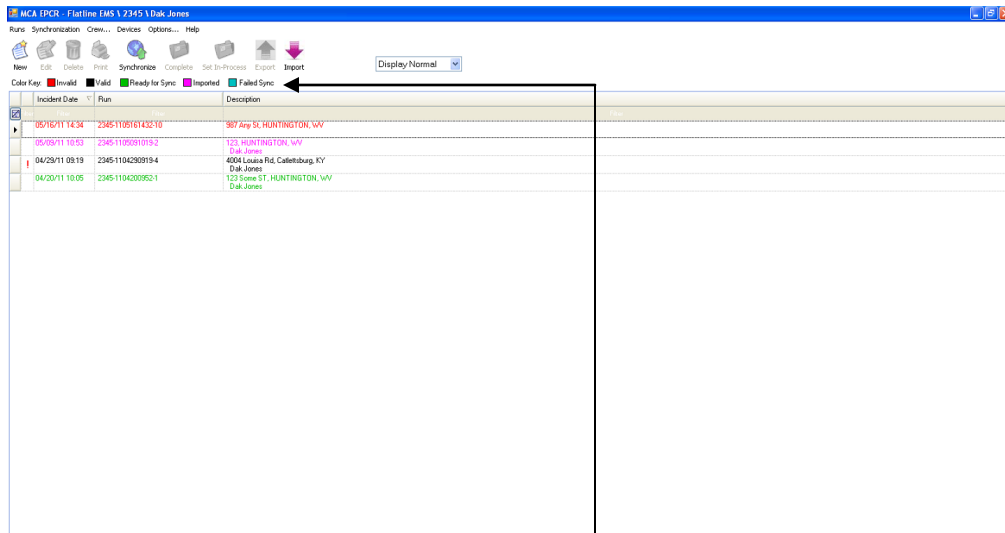 MCA EPCR - Flatline EMS \ 2345 \ Dak Jones
Runs Synchronization Crew... Devices Options... Help
New Edit Delete Print Synchronize Complete Set In-Process Export Import
Display Normal
Color Key: Invalid Valid Ready for Sync Imported Failed Sync
Incident Date Run Description
05/16/11 14:34 2345-1105161432-10 987 Any St, HUNTINGTON, WV
05/09/11 10:53 2345-1105091019-2 123, HUNTINGTON, WV
Dak Jones
! 04/29/11 09:19 2345-1104290919-4 4004 Louisa Rd, Catlettsburg, KY
Dak Jones
04/20/11 10:05 2345-1104200952-1 123 Some ST, HUNTINGTON, WV
Dak Jones